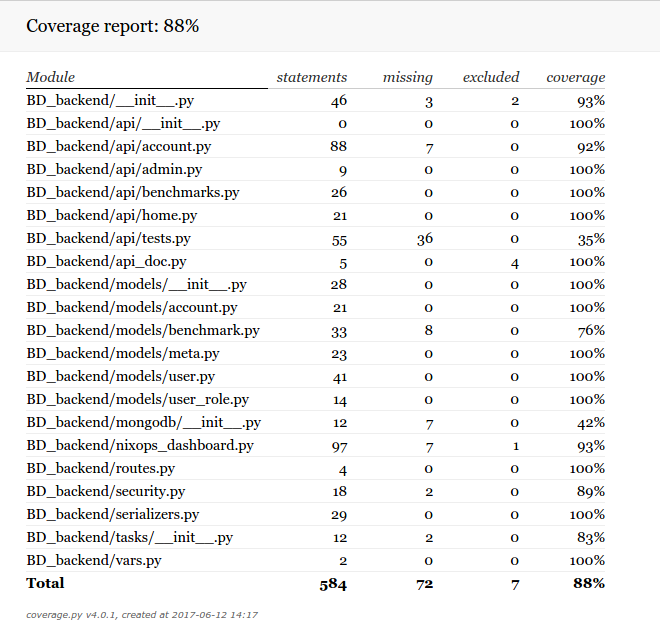 Coverage report: 88%
Module statements missing excluded coverage
BD_backend/__init__.py 46 3 2 93%
BD_backend/api/__init__.py 0 0 0 100%
BD_backend/api/account.py 88 7 0 92%
BD_backend/api/admin.py 9 0 0 100%
BD_backend/api/benchmarks.py 26 0 0 100%
BD_backend/api/home.py 21 0 0 100%
BD_backend/api/tests.py 55 36 0 35%
BD_backend/api_doc.py 5 0 4 100%
BD_backend/models/__init__.py 28 0 0 100%
BD_backend/models/account.py 21 0 0 100%
BD_backend/models/benchmark.py 33 8 0 76%
BD_backend/models/meta.py 23 0 0 100%
BD_backend/models/user.py 41 0 0 100%
BD_backend/models/user_role.py 14 0 0 100%
BD_backend/mongodb/__init__.py 12 7 0 42%
BD_backend/nixops_dashboard.py 97 7 1 93%
BD_backend/routes.py 4 0 0 100%
BD_backend/security.py 18 2 0 89%
BD_backend/serializers.py 29 0 0 100%
BD_backend/tasks/__init__.py 12 2 0 83%
BD_backend/vars.py 2 0 0 100%
Total 584 72 7 88%
coverage.py v4.0.1, created at 2017-06-12 14:17